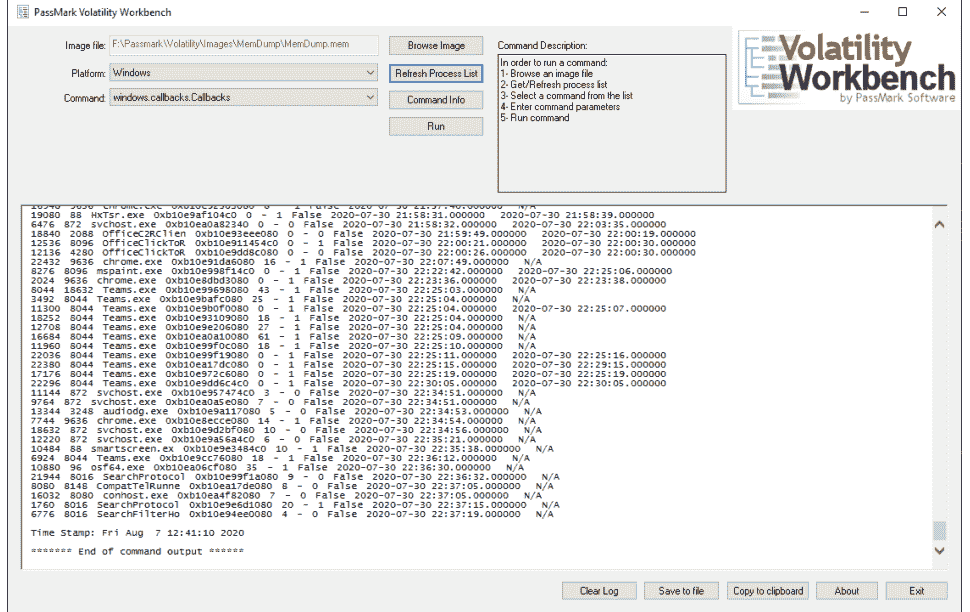 PassMark Volatility Workbench
Image file: F:\Passmark\Volatility\Images\MemDump\MemDump.mem Browse Image
Platform: Windows Refresh Process List
Command: windows.callbacks.Callbacks Command Info
Run
Command Description:
In order to run a command:
1- Browse an image file
2- Get/Refresh process list
3- Select a command from the list
4- Enter command parameters
5- Run command
Volatility
Workbench
by PassMark Software
19080 88 HxTsr.exe 0xb10e9af104c0 0 - 1 False 2020-07-30 21:58:31.000000 2020-07-30 21:58:39.000000
6476 872 svchost.exe 0xb10ea0a82340 0 - 0 False 2020-07-30 21:58:32.000000 2020-07-30 22:03:35.000000
18840 2088 OfficeC2RClien 0xb10e93eee080 0 - 0 False 2020-07-30 21:59:49.000000 2020-07-30 22:00:19.000000
12536 8096 OfficeClickToR 0xb10e911454c0 0 - 1 False 2020-07-30 22:00:21.000000 2020-07-30 22:00:30.000000
12136 4280 OfficeClickToR 0xb10e9dd8c080 0 - 0 False 2020-07-30 22:00:26.000000 2020-07-30 22:00:30.000000
22432 9636 chrome.exe 0xb10e91da6080 16 - 1 False 2020-07-30 22:07:49.000000 N/A
8276 8096 mspaint.exe 0xb10e998f14c0 0 - 1 False 2020-07-30 22:22:42.000000 2020-07-30 22:25:06.000000
2024 9636 chrome.exe 0xb10e8dbd3080 0 - 1 False 2020-07-30 22:23:36.000000 2020-07-30 22:23:38.000000
8044 18632 Teams.exe 0xb10e99698080 43 - 1 False 2020-07-30 22:25:03.000000 N/A
3492 8044 Teams.exe 0xb10e9bafc080 25 - 1 False 2020-07-30 22:25:04.000000 N/A
11300 8044 Teams.exe 0xb10e9b0f0080 0 - 1 False 2020-07-30 22:25:04.000000 2020-07-30 22:25:07.000000
18252 8044 Teams.exe 0xb10e93109080 18 - 1 False 2020-07-30 22:25:04.000000 N/A
12708 8044 Teams.exe 0xb10e9e206080 27 - 1 False 2020-07-30 22:25:04.000000 N/A
16684 8044 Teams.exe 0xb10ea0a10080 61 - 1 False 2020-07-30 22:25:09.000000 N/A
11960 8044 Teams.exe 0xb10e99f0c080 18 - 1 False 2020-07-30 22:25:10.000000 N/A
22036 8044 Teams.exe 0xb10e99f19080 0 - 1 False 2020-07-30 22:25:11.000000 2020-07-30 22:25:16.000000
22380 8044 Teams.exe 0xb10ea17dc080 0 - 1 False 2020-07-30 22:25:15.000000 2020-07-30 22:29:15.000000
17176 8044 Teams.exe 0xb10e972c6080 0 - 1 False 2020-07-30 22:25:19.000000 2020-07-30 22:25:19.000000
22296 8044 Teams.exe 0xb10e9dd6c4c0 0 - 1 False 2020-07-30 22:30:05.000000 2020-07-30 22:30:05.000000
11144 872 svchost.exe 0xb10e957474c0 3 - 0 False 2020-07-30 22:34:51.000000 N/A
9764 872 svchost.exe 0xb10ea0a5e080 7 - 0 False 2020-07-30 22:34:51.000000 N/A
13344 3248 audiodg.exe 0xb10e9a117080 5 - 0 False 2020-07-30 22:34:53.000000 N/A
7744 9636 chrome.exe 0xb10e8ecce080 14 - 1 False 2020-07-30 22:34:54.000000 N/A
18632 872 svchost.exe 0xb10e9d2bf080 10 - 0 False 2020-07-30 22:34:56.000000 N/A
12220 872 svchost.exe 0xb10e9a56a4c0 6 - 0 False 2020-07-30 22:35:21.000000 N/A
10484 88 smartscreen.ex 0xb10e9e3484c0 10 - 1 False 2020-07-30 22:35:38.000000 N/A
6924 8044 Teams.exe 0xb10e9cc76080 18 - 1 False 2020-07-30 22:36:12.000000 N/A
10880 96 osf64.exe 0xb10ea06cf080 35 - 1 False 2020-07-30 22:36:30.000000 N/A
21944 8016 SearchProtocol 0xb10e99f1a080 9 - 0 False 2020-07-30 22:36:32.000000 N/A
8080 8148 CompatTelRunne 0xb10ea17de080 8 - 0 False 2020-07-30 22:37:05.000000 N/A
16032 8080 conhost.exe 0xb10ea4f82080 7 - 0 False 2020-07-30 22:37:05.000000 N/A
1760 8016 SearchProtocol 0xb10e9e6d1080 20 - 1 False 2020-07-30 22:37:15.000000 N/A
6776 8016 SearchFilterHo 0xb10e94ee0080 4 - 0 False 2020-07-30 22:37:19.000000 N/A
Time Stamp: Fri Aug 7 12:41:10 2020
******* End of command output ******
Clear Log Save to file Copy to clipboard About Exit